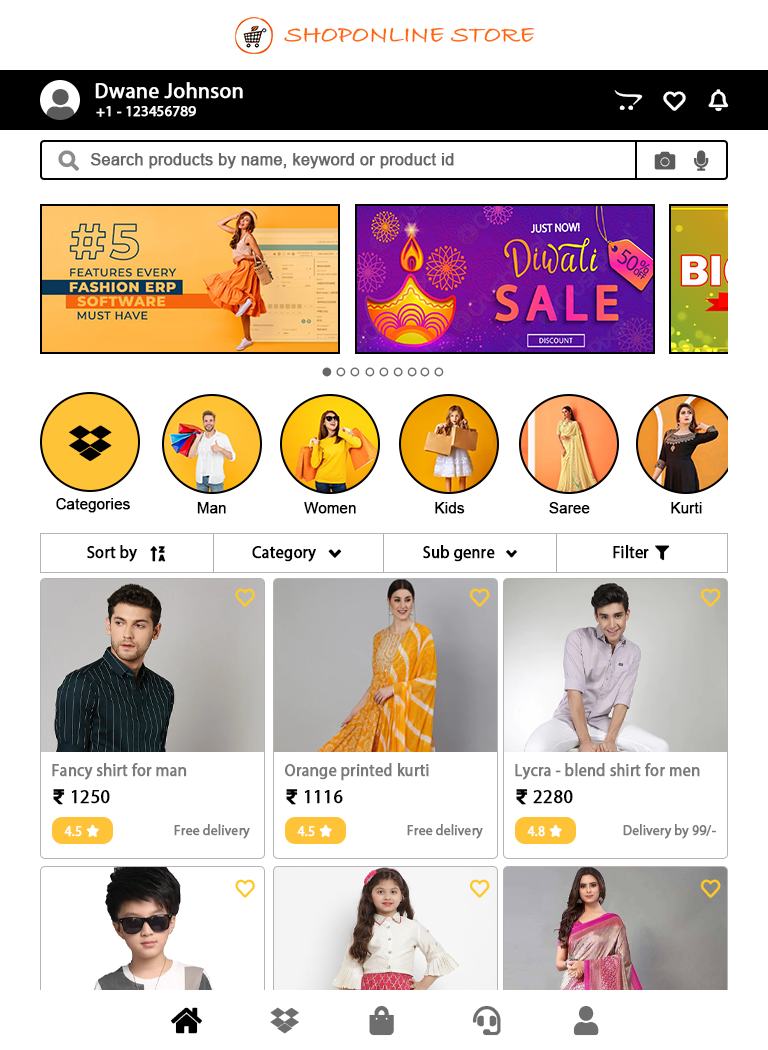 SHOPONLINE STORE
Dwane Johnson
+1 - 123456789
Search products by name, keyword or product id
#5
FEATURES EVERY
FASHION ERP
SOFTWARE
MUST HAVE
JUST NOW!
Diwali
SALE
50%
OFF
DISCOUNT
BI
Categories
Man
Women
Kids
Saree
Kurti
Sort by
Category
Sub genre
Filter
Fancy shirt for man
₹ 1250
4.5
Free delivery
Orange printed kurti
₹ 1116
4.5
Free delivery
Lycra - blend shirt for men
₹ 2280
4.8
Delivery by 99/-